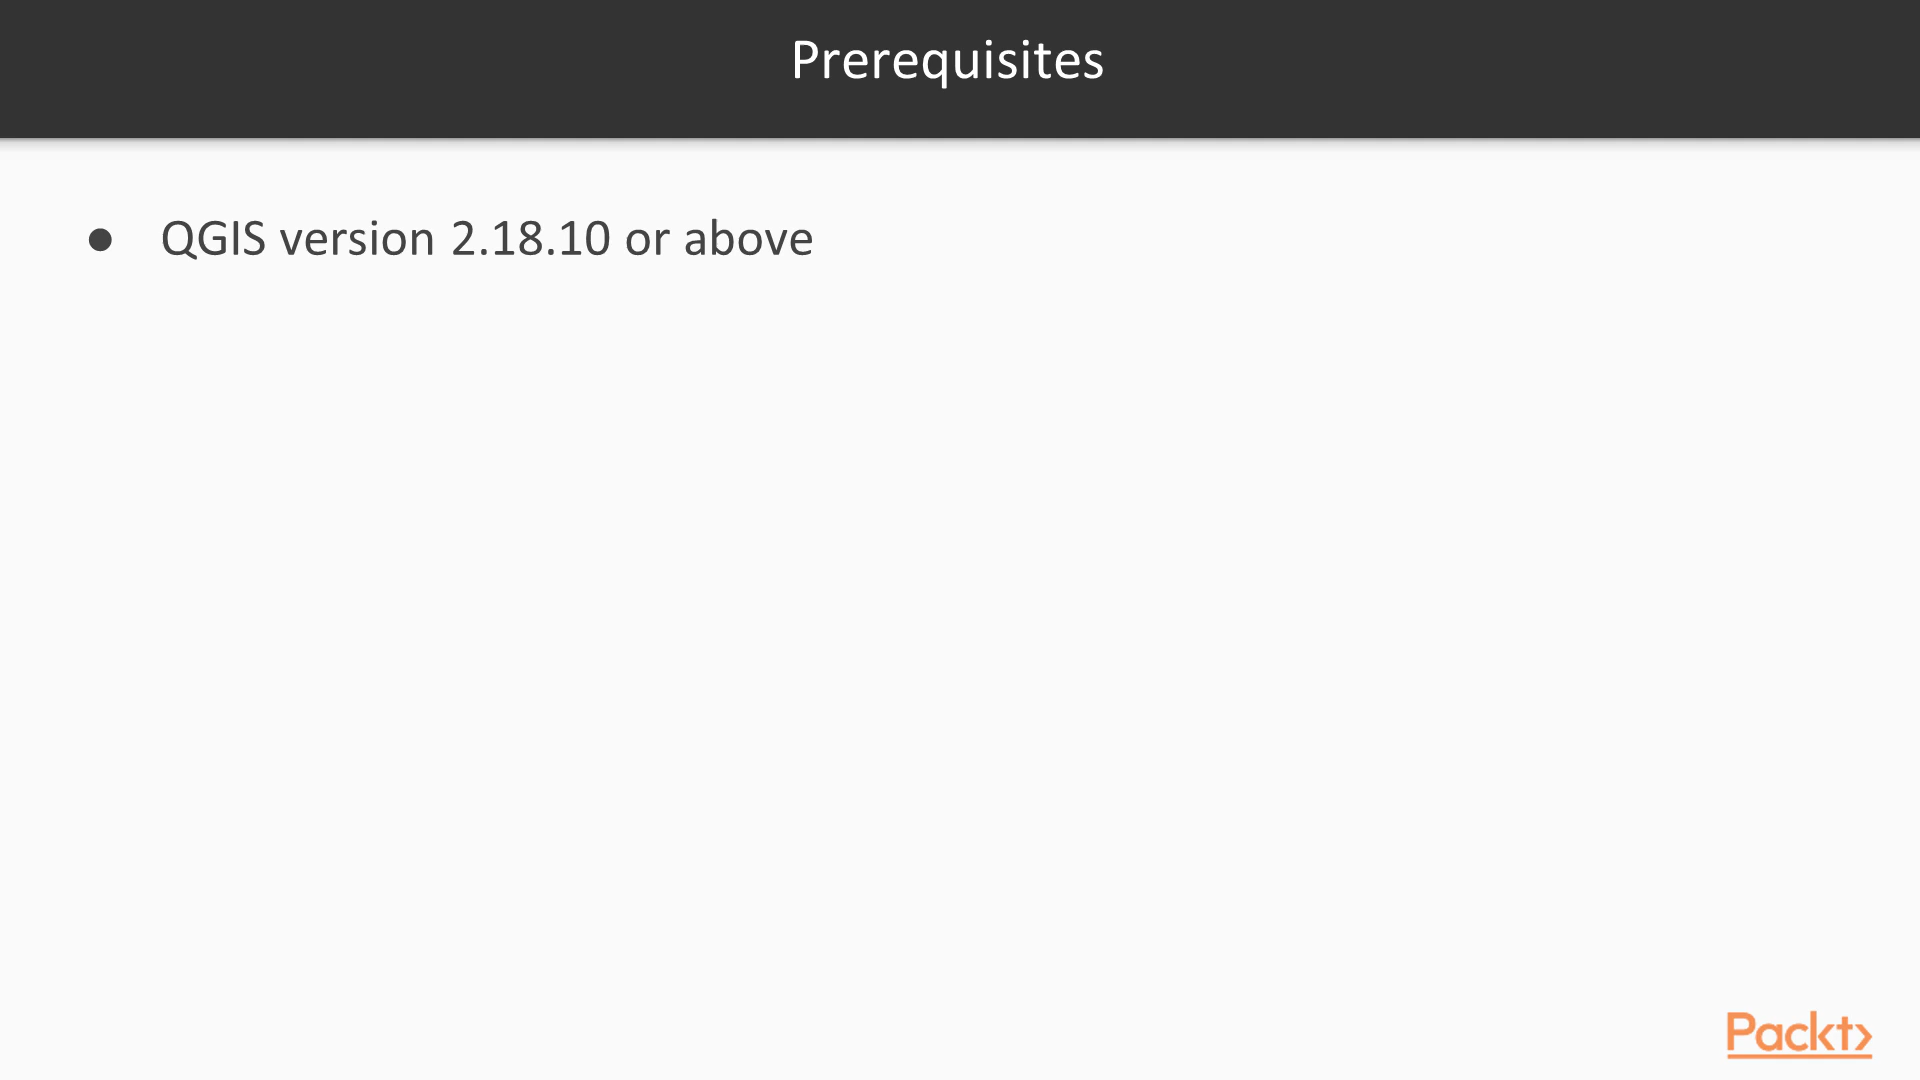 Prerequisites
● QGIS version 2.18.10 or above
Packt>